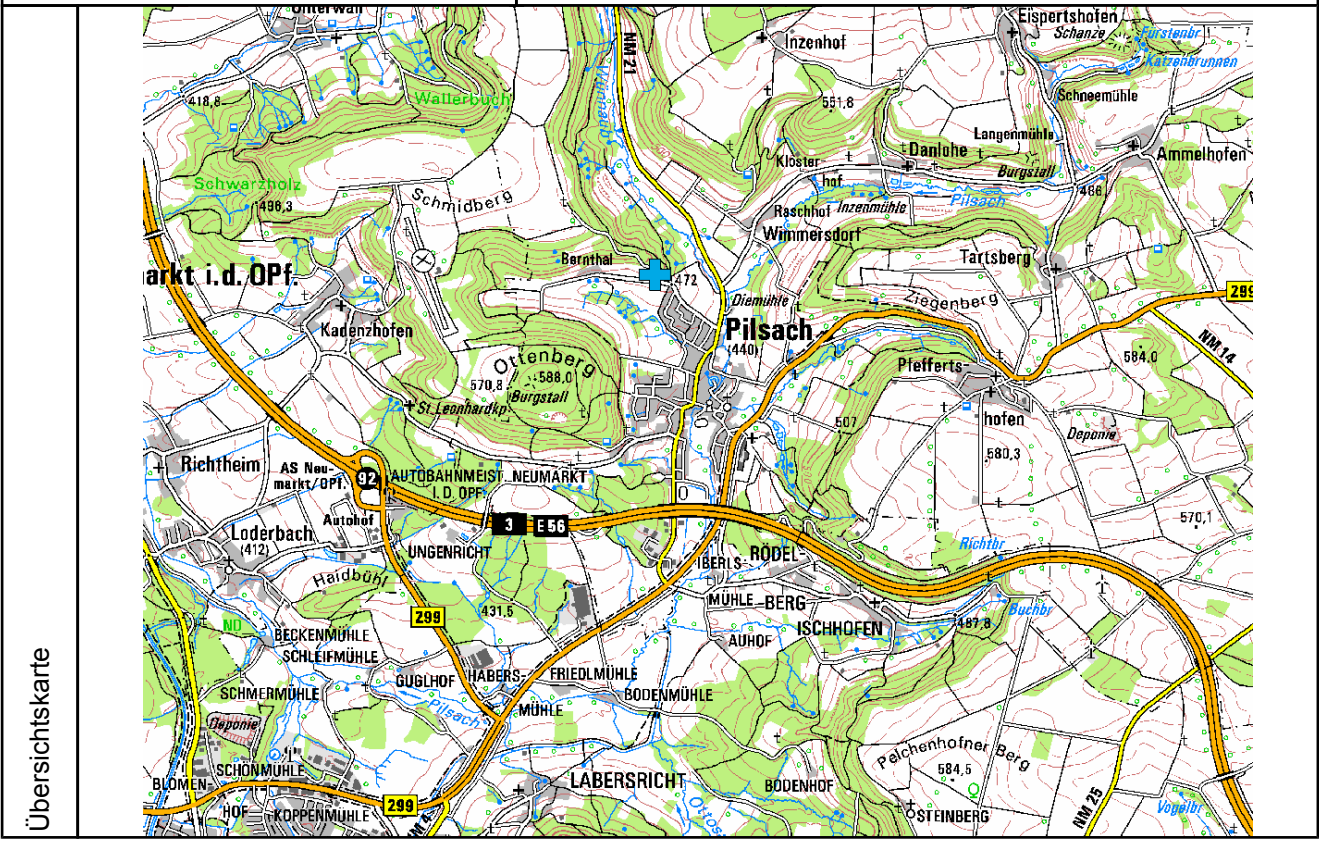 Übersichtskarte
Unterwall
NM 21
Inzenhof
Eispertshofen
Schanze
Fürstenbr
Katzenbrunnen
418,8
Wallerbuch
551,8
Schneemühle
Langenmühle
Danlohe
Ammelhofen
Kloster
hof
Burgstall
486
Schwarzholz
496,3
Schmidberg
Raschhof
Inzenmühle
Pilsach
Wimmersdorf
Tartsberg
arkt i.d. OPf.
Bernthal
472
Diemühle
Ziegenberg
299
Kadenzhofen
Pilsach
(440)
NM 14
584,0
Ottenberg
570,8
588,0
Burgstall
Pfefferts-
hofen
St.Leonhardkp
507
Deponie
580,3
Richtheim
AS Neu-
markt/OPf.
92
AUTOBAHNMEIST. NEUMARKT
I. D. OPF.
Autohof
3
E 56
570,1
Loderbach
(412)
UNGENRICHT
IBERLS-
MÜHLE
RÖDEL-
BERG
Richtbr
Haidbühl
Buchbr
299
431,5
ISCHHOFEN
487,8
ND
BECKENMÜHLE
SCHLEIFMÜHLE
AUHOF
GUGLHOF
HABERS-
MÜHLE
FRIEDLMÜHLE
SCHMERMÜHLE
BODENMÜHLE
Pilsach
Deponie
Pelchenhofner Berg
584,5
SCHÖNMÜHLE
BLOMEN-
HOF
LABERSRICHT
BODENHOF
299
KOPPENMÜHLE
STEINBERG
NM 25
Vogelbr